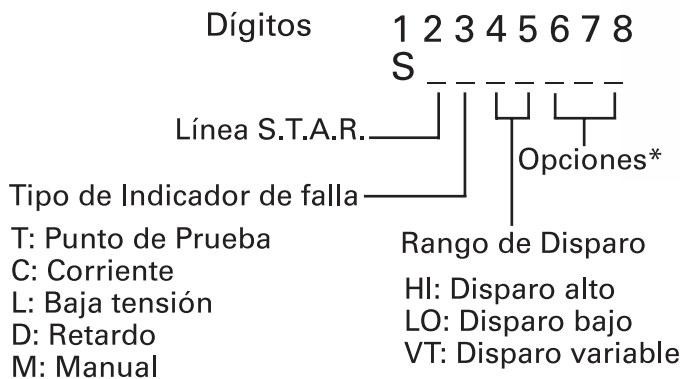 Dígitos 1 2 3 4 5 6 7 8
S _ _ _ _ _ _ _
Línea S.T.A.R.
Opciones*
Tipo de Indicador de falla
T: Punto de Prueba
C: Corriente
L: Baja tensión
D: Retardo
M: Manual
Rango de Disparo
HI: Disparo alto
LO: Disparo bajo
VT: Disparo variable